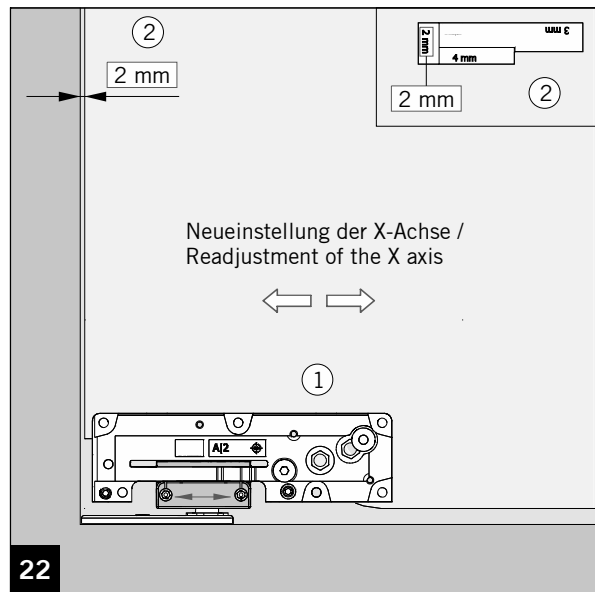 2
2 mm
2 mm
3 mm
4 mm
2 mm
2
Neueinstellung der X-Achse /
Readjustment of the X axis
1
A|2
22